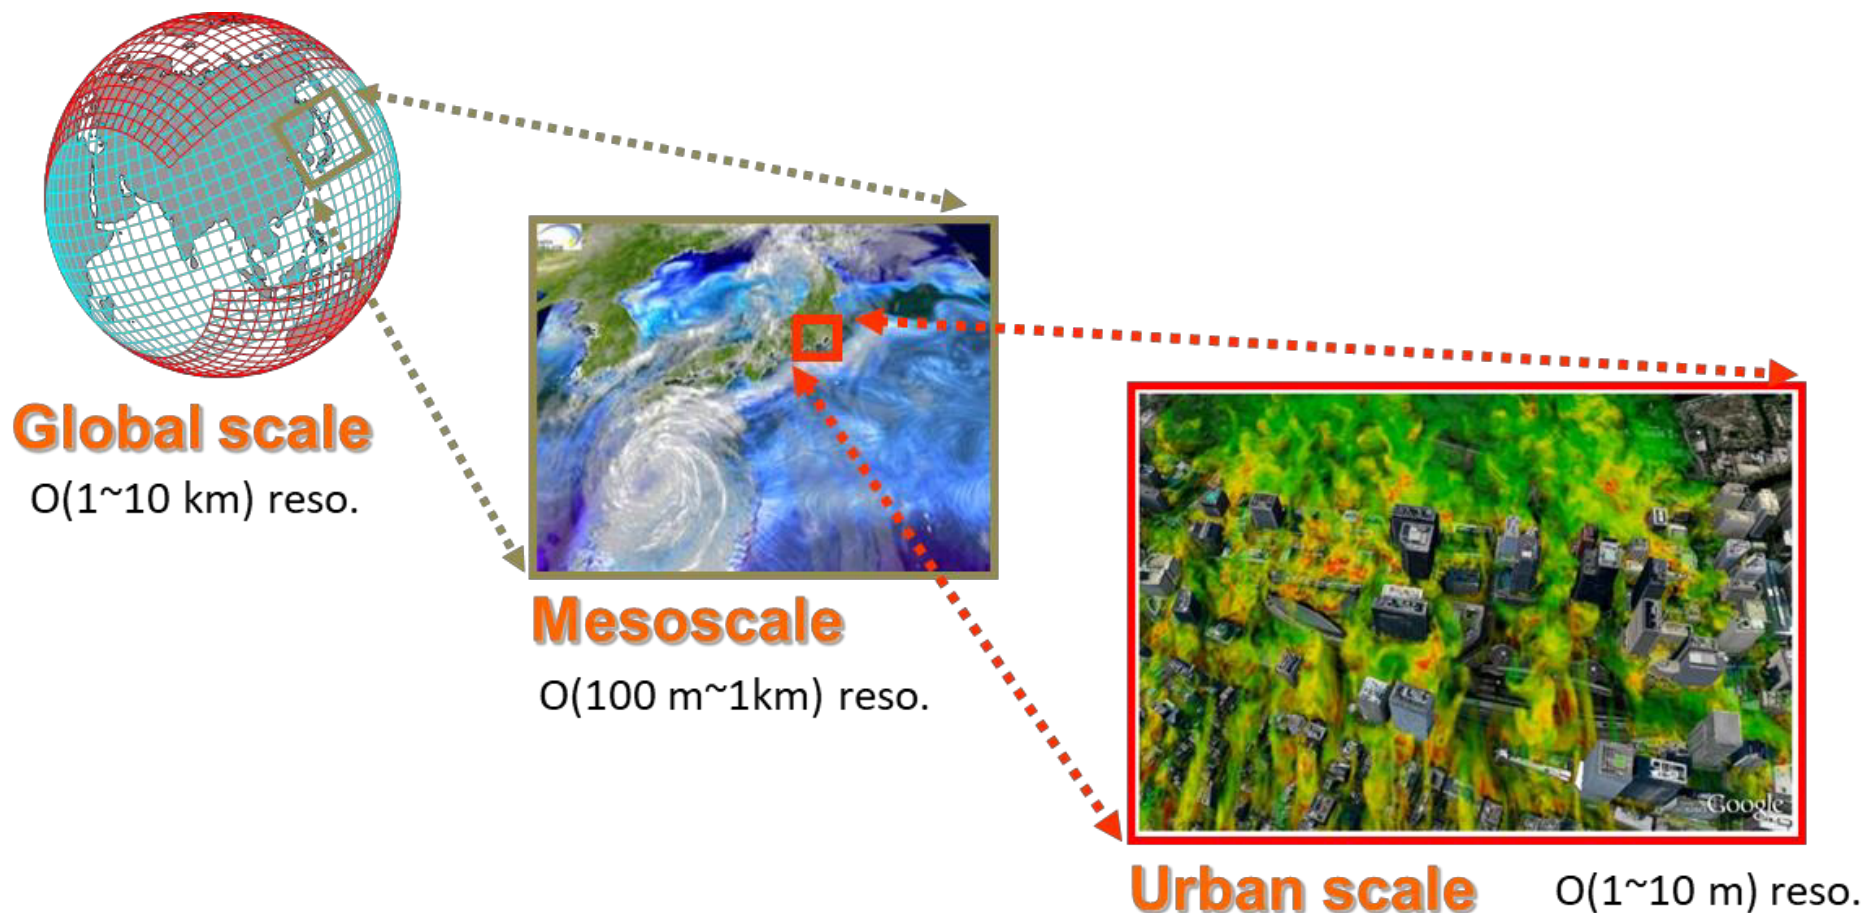 Global scale
O(1~10 km) reso.
Mesoscale
O(100 m~1km) reso.
Google
Urban scale
O(1~10 m) reso.